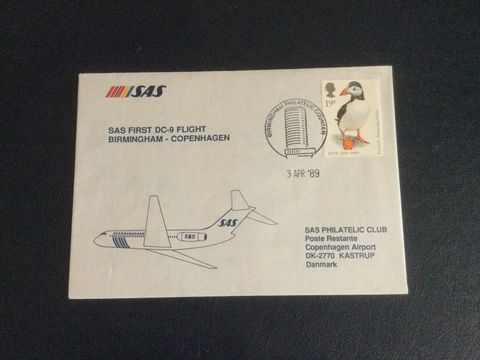 SAS
SAS FIRST DC-9 FLIGHT
BIRMINGHAM - COPENHAGEN
BIRMINGHAM PHILATELIC COUNTER
3 APR '89
19p
SAS
SAS PHILATELIC CLUB
Poste Restante
Copenhagen Airport
DK-2770 KASTRUP
Danmark